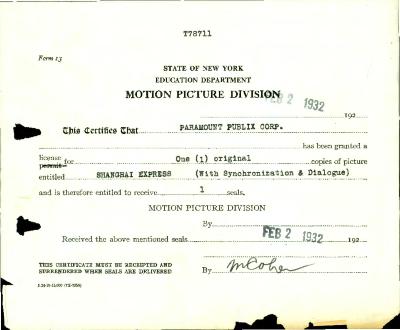 T78711
Form 13
STATE OF NEW YORK
EDUCATION DEPARTMENT
MOTION PICTURE DIVISION
FEB 2 1932
192
This Certifies That PARAMOUNT PUBLIX CORP.
has been granted a
license
permit for One (1) original copies of picture
entitled SHANGHAI EXPRESS (With Synchronization & Dialogue)
and is therefore entitled to receive 1 seals.
MOTION PICTURE DIVISION
By
Received the above mentioned seals FEB 2 1932 192
THIS CERTIFICATE MUST BE RECEIPTED AND
SURRENDERED WHEN SEALS ARE DELIVERED
By M Cohen